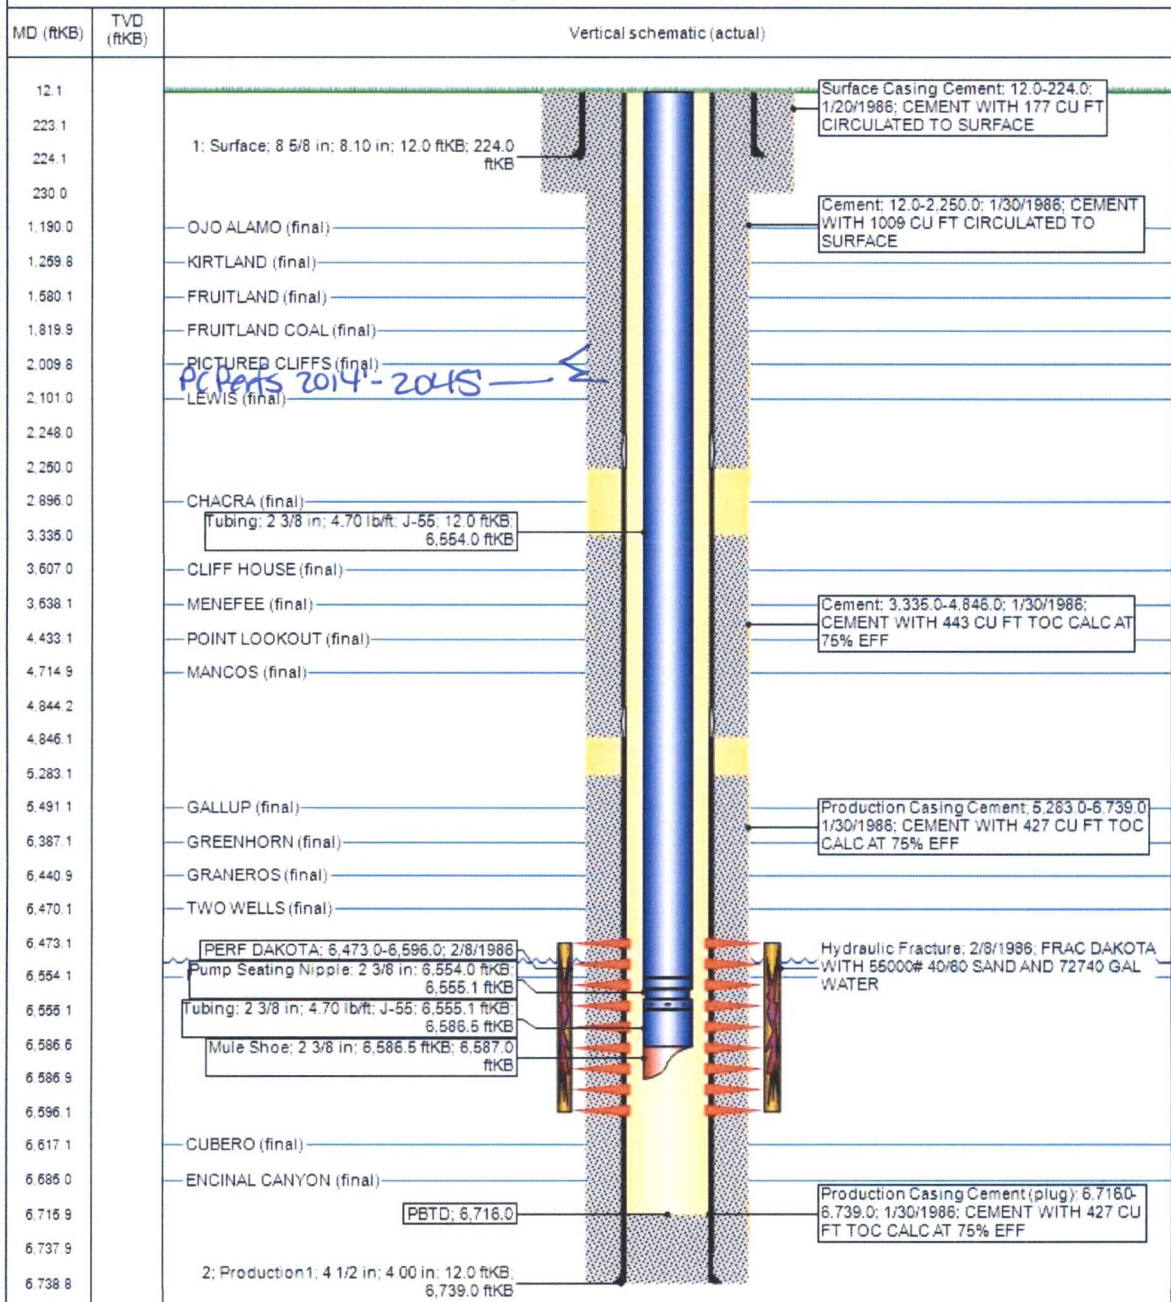 MD (ftKB)
TVD
(ftKB)
Vertical schematic (actual)
12.1
223.1
224.1
230.0
1,190.0
1,259.8
1,580.1
1,819.9
2,009.8
2,101.0
2,248.0
2,250.0
2,896.0
3,335.0
3,607.0
3,638.1
4,433.1
4,714.9
4,844.2
4,846.1
5,283.1
5,491.1
6,387.1
6,440.9
6,470.1
6,473.1
6,554.1
6,555.1
6,586.6
6,586.9
6,596.1
6,617.1
6,685.0
6,715.9
6,737.9
6,738.8
1; Surface; 8 5/8 in; 8.10 in; 12.0 ftKB; 224.0
ftKB
OJO ALAMO (final)
KIRTLAND (final)
FRUITLAND (final)
FRUITLAND COAL (final)
PICTURED CLIFFS (final)
PC Perfs 2014' - 2045'
LEWIS (final)
CHACRA (final)
Tubing; 2 3/8 in; 4.70 lb/ft; J-55; 12.0 ftKB;
6,554.0 ftKB
CLIFF HOUSE (final)
MENEFEE (final)
POINT LOOKOUT (final)
MANCOS (final)
GALLUP (final)
GREENHORN (final)
GRANEROS (final)
TWO WELLS (final)
PERF DAKOTA; 6,473.0-6,596.0; 2/8/1986
Pump Seating Nipple; 2 3/8 in; 6,554.0 ftKB;
6,555.1 ftKB
Tubing; 2 3/8 in; 4.70 lb/ft; J-55; 6,555.1 ftKB;
6,586.5 ftKB
Mule Shoe; 2 3/8 in; 6,586.5 ftKB; 6,587.0
ftKB
CUBERO (final)
ENCINAL CANYON (final)
PBTD; 6,716.0
2; Production1; 4 1/2 in; 4.00 in; 12.0 ftKB;
6,739.0 ftKB
Surface Casing Cement; 12.0-224.0;
1/20/1986; CEMENT WITH 177 CU FT
CIRCULATED TO SURFACE
Cement; 12.0-2,250.0; 1/30/1986; CEMENT
WITH 1009 CU FT CIRCULATED TO
SURFACE
Cement; 3,335.0-4,846.0; 1/30/1986;
CEMENT WITH 443 CU FT TOC CALC AT
75% EFF
Production Casing Cement; 5,283.0-6,739.0;
1/30/1986; CEMENT WITH 427 CU FT TOC
CALC AT 75% EFF
Hydraulic Fracture; 2/8/1986; FRAC DAKOTA
WITH 55000# 40/60 SAND AND 72740 GAL
WATER
Production Casing Cement (plug); 6,716.0-
6,739.0; 1/30/1986; CEMENT WITH 427 CU
FT TOC CALC AT 75% EFF